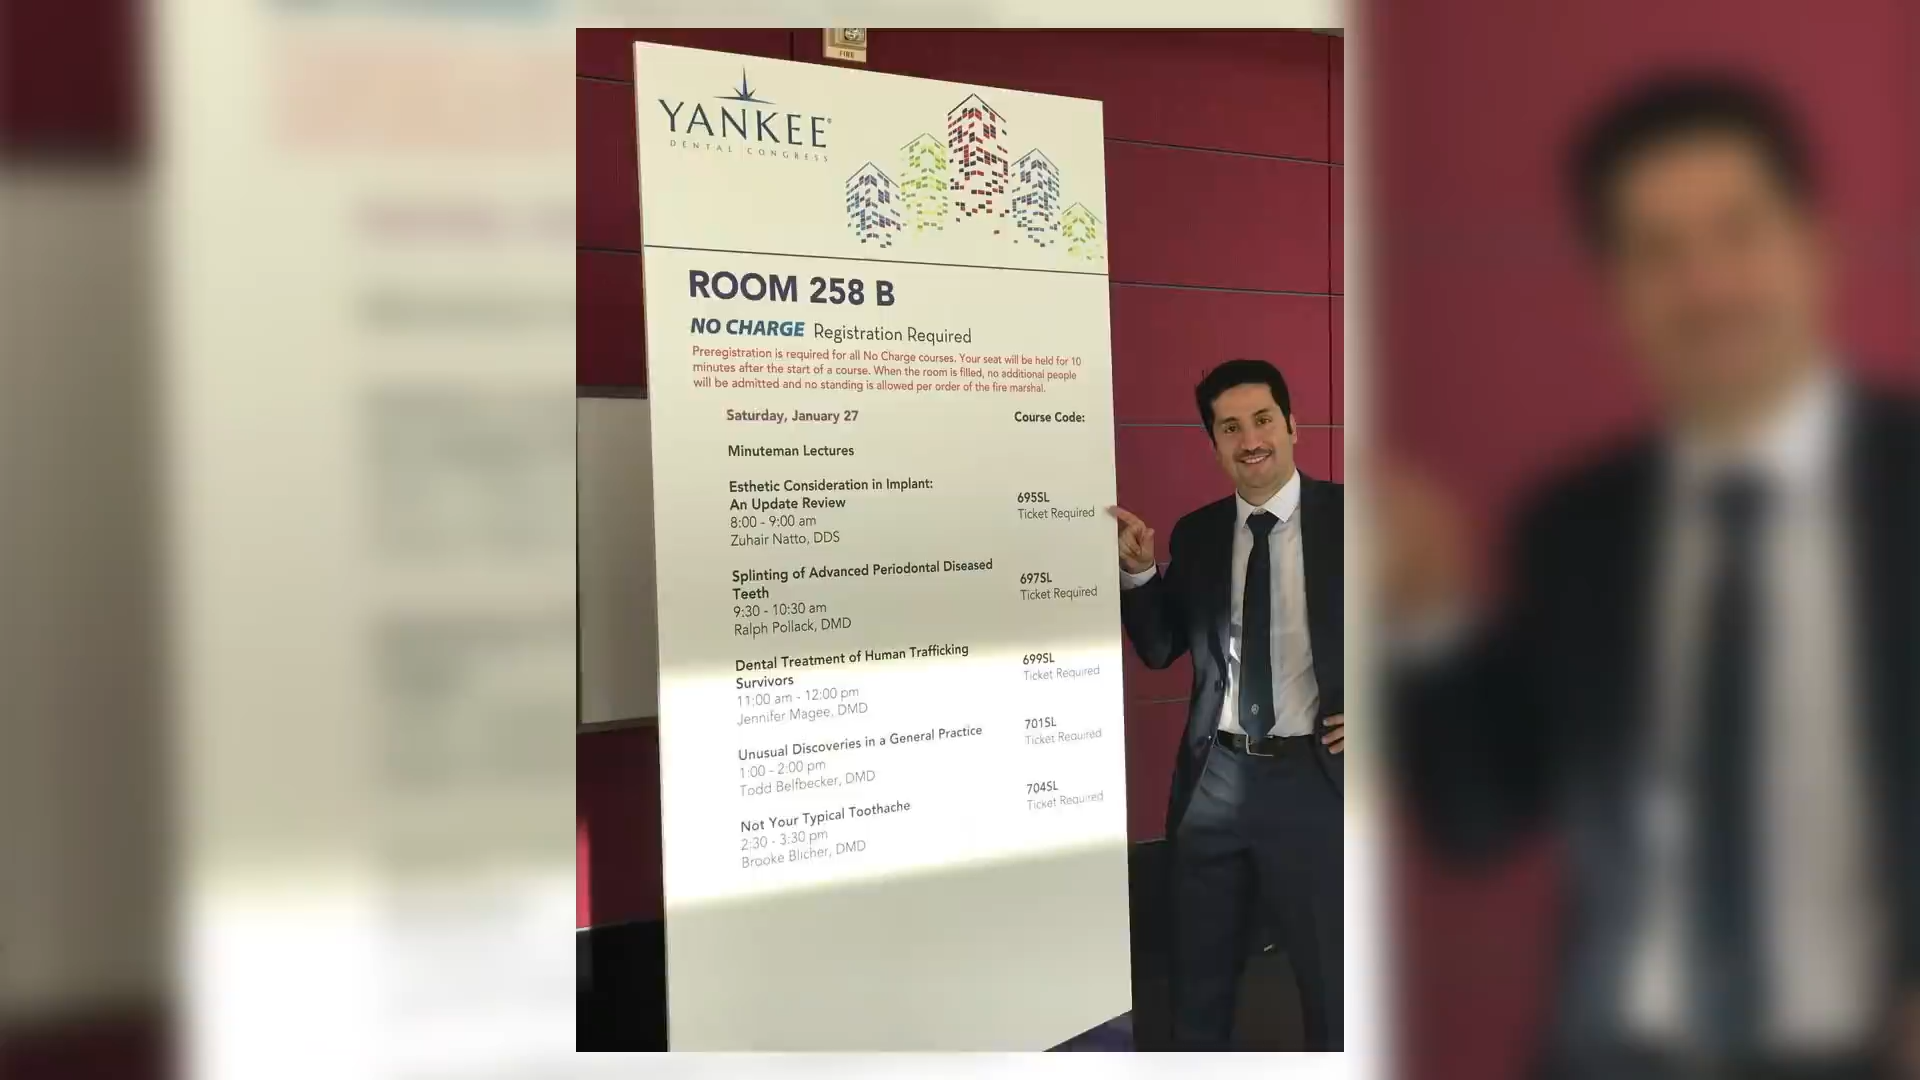 FIRE
YANKEE®
DENTAL CONGRESS
ROOM 258 B
NO CHARGE Registration Required
Preregistration is required for all No Charge courses. Your seat will be held for 10
minutes after the start of a course. When the room is filled, no additional people
will be admitted and no standing is allowed per order of the fire marshal.
Saturday, January 27
Course Code:
Minuteman Lectures
Esthetic Consideration in Implant:
An Update Review
8:00 - 9:00 am
Zuhair Natto, DDS
695SL
Ticket Required
Splinting of Advanced Periodontal Diseased
Teeth
9:30 - 10:30 am
Ralph Pollack, DMD
697SL
Ticket Required
Dental Treatment of Human Trafficking
Survivors
11:00 am - 12:00 pm
Jennifer Magee, DMD
699SL
Ticket Required
Unusual Discoveries in a General Practice
1:00 - 2:00 pm
Todd Belfbecker, DMD
701SL
Ticket Required
Not Your Typical Toothache
2:30 - 3:30 pm
Brooke Blicher, DMD
704SL
Ticket Required